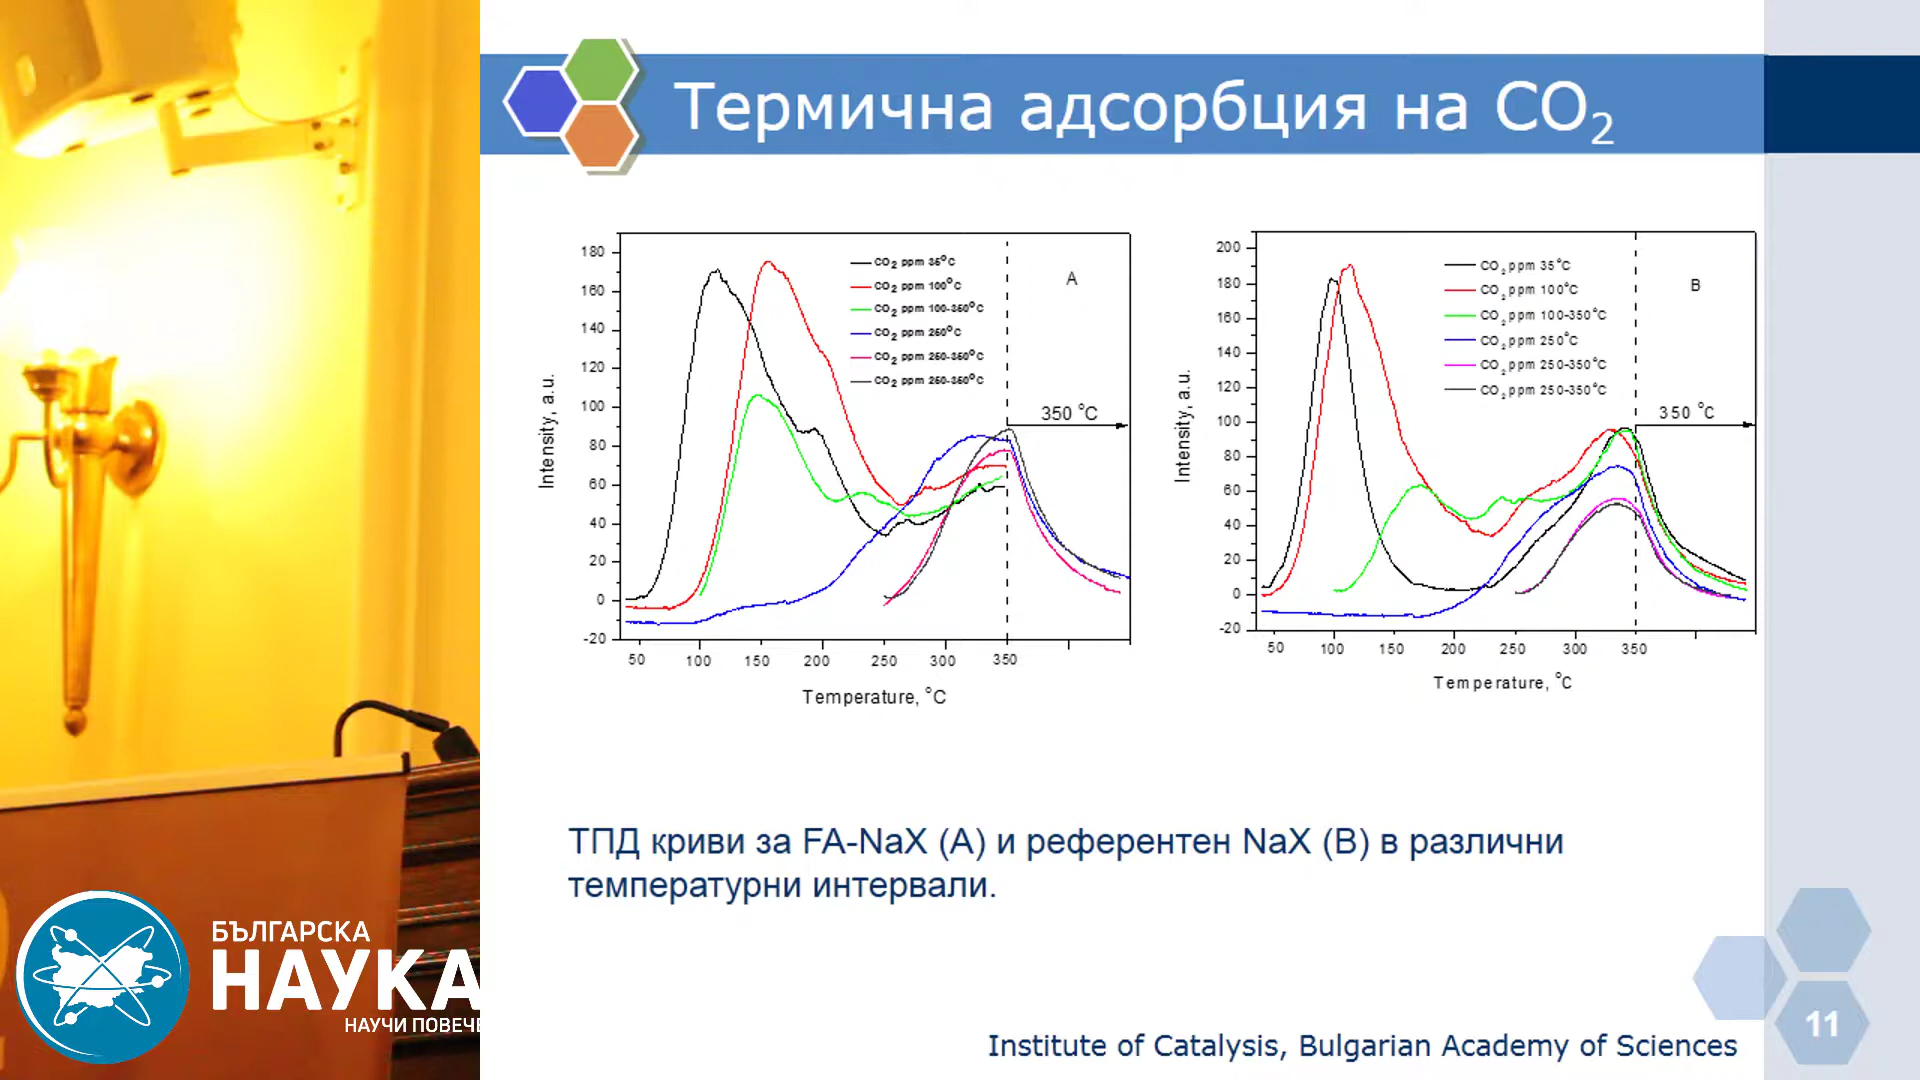 Термична адсорбция на CO2
180
160
140
120
100
80
60
40
20
0
-20
50 100 150 200 250 300 350
Intensity, a.u.
Temperature, °C
CO2 ppm 35°C
CO2 ppm 100°C
CO2 ppm 100-350°C
CO2 ppm 250°C
CO2 ppm 250-350°C
CO2 ppm 250-350°C
A
350 °C
200
180
160
140
120
100
80
60
40
20
0
-20
50 100 150 200 250 300 350
Intensity, a.u.
Temperature, °C
CO2 ppm 35°C
CO2 ppm 100°C
CO2 ppm 100-350°C
CO2 ppm 250°C
CO2 ppm 250-350°C
CO2 ppm 250-350°C
B
350 °C
ТПД криви за FA-NaX (A) и референтен NaX (B) в различни
температурни интервали.
БЪЛГАРСКА
НАУКА
НАУЧИ ПОВЕЧЕ
11
Institute of Catalysis, Bulgarian Academy of Sciences